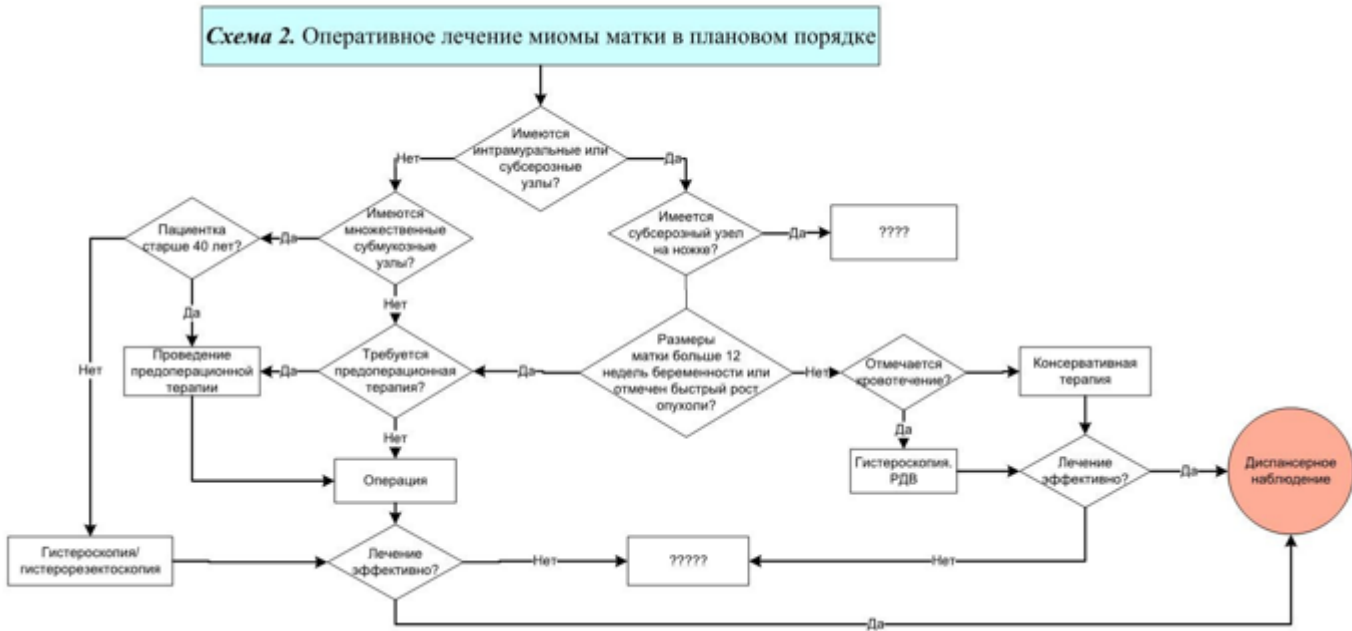 Схема 2. Оперативное лечение миомы матки в плановом порядке
Имеются
интрамуральные или
субсерозные
узлы?
Нет
Да
Пациентка
старше 40 лет?
Да
Имеются
множественные
субмукозные
узлы?
Имеется
субсерозный узел
на ножке?
Да
????
Да
Нет
Нет
Проведение
предоперационной
терапии
Да
Требуется
предоперационная
терапия?
Да
Размеры
матки больше 12
недель беременности или
отмечен быстрый рост
опухоли?
Нет
Отмечается
кровотечение?
Консервативная
терапия
Нет
Да
Операция
Гистероскопия.
РДВ
Лечение
эффективно?
Да
Диспансерное
наблюдение
Гистероскопия/
гистерорезектоскопия
Лечение
эффективно?
Нет
?????
Нет
Да